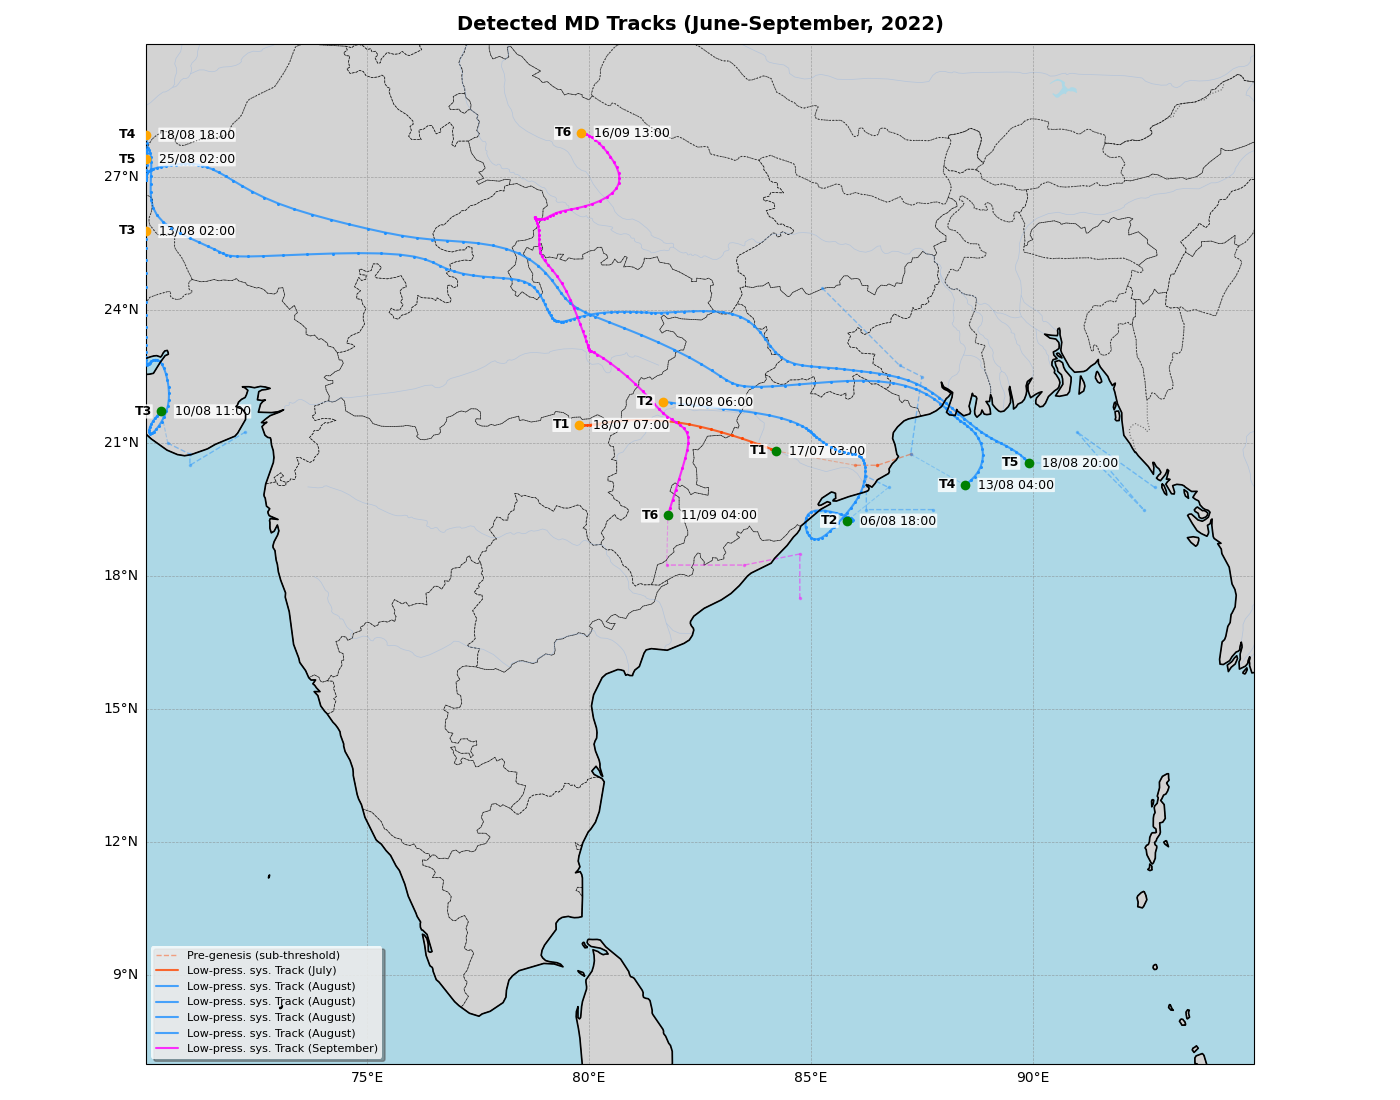 Detected MD Tracks (June-September, 2022)
T4 18/08 18:00
T6 16/09 13:00
T5 25/08 02:00
27°N
T3 13/08 02:00
24°N
T2 10/08 06:00
T3 10/08 11:00
T1 18/07 07:00
21°N
T1 17/07 03:00
T5 18/08 20:00
T4 13/08 04:00
T6 11/09 04:00
T2 06/08 18:00
18°N
15°N
12°N
9°N
Pre-genesis (sub-threshold)
Low-press. sys. Track (July)
Low-press. sys. Track (August)
Low-press. sys. Track (August)
Low-press. sys. Track (August)
Low-press. sys. Track (August)
Low-press. sys. Track (September)
75°E 80°E 85°E 90°E